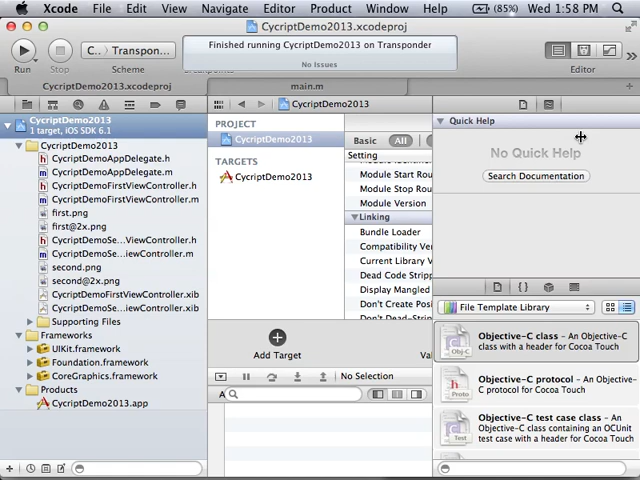 Xcode File Edit View Navigate Editor Product Window Help (85%) Wed 1:58 PM
CycriptDemo2013.xcodeproj
Finished running CycriptDemo2013 on Transponder
No Issues
C... Transpon...
Run Stop Scheme Editor
CycriptDemo2013.xcodeproj main.m
CycriptDemo2013
1 target, iOS SDK 6.1
CycriptDemo2013
CycriptDemoAppDelegate.h
CycriptDemoAppDelegate.m
CycriptDemoFirstViewController.h
CycriptDemoFirstViewController.m
first.png
first@2x.png
CycriptDemoSe...ViewController.h
CycriptDemoSe...iewController.m
second.png
second@2x.png
CycriptDemoFirstViewController.xib
CycriptDemoSe...iewController.xib
Supporting Files
Frameworks
UIKit.framework
Foundation.framework
CoreGraphics.framework
Products
CycriptDemo2013.app
CycriptDemo2013
PROJECT
CycriptDemo2013
TARGETS
CycriptDemo2013
Add Target
Basic All
Setting
Module Start Rou
Module Stop Rou
Module Version
Linking
Bundle Loader
Compatibility Ver
Current Library V
Dead Code Stripp
Display Mangled
Don't Create Posi
Don't Dead-Strip
Val
No Selection
A
Quick Help
No Quick Help
Search Documentation
File Template Library
Objective-C class – An Objective-C
class with a header for Cocoa Touch
Obj-C
Objective-C protocol – An Objective-
C protocol for Cocoa Touch
Proto
Objective-C test case class – An
Objective-C class containing an OCUnit
test case with a header for Cocoa Touch
Test